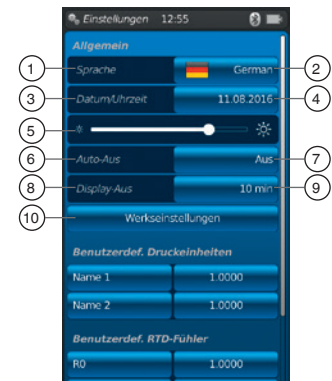 Einstellungen 12:55
Allgemein
1 Sprache German 2
3 Datum/Uhrzeit 11.08.2016 4
5
6 Auto-Aus Aus 7
8 Display-Aus 10 min 9
10 Werkseinstellungen
Benutzerdef. Druckeinheiten
Name 1 1.0000
Name 2 1.0000
Benutzerdef. RTD-Fühler
R0 1.0000